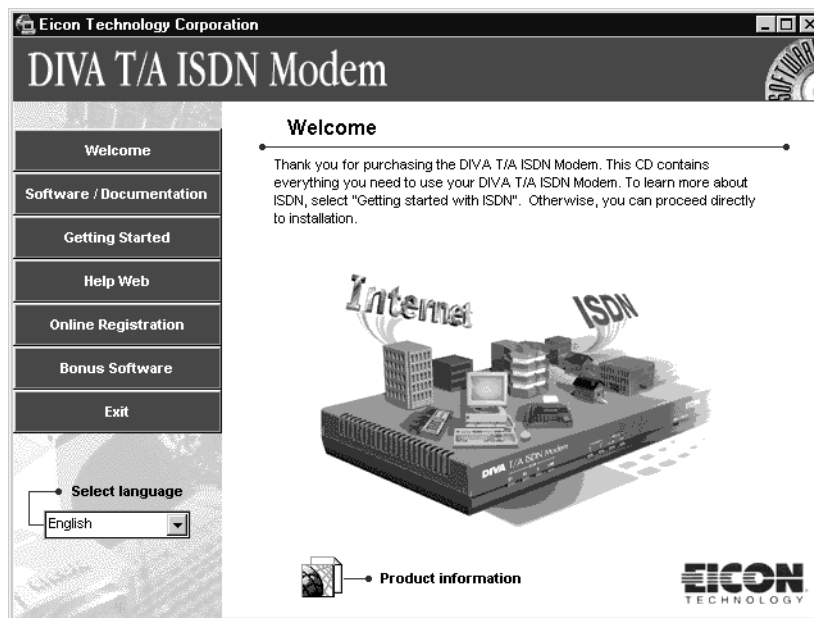 Eicon Technology Corporation
DIVA T/A ISDN Modem
SOFTWARE
Welcome
Software / Documentation
Getting Started
Help Web
Online Registration
Bonus Software
Exit
Select language
English
Welcome
Thank you for purchasing the DIVA T/A ISDN Modem. This CD contains
everything you need to use your DIVA T/A ISDN Modem. To learn more about
ISDN, select "Getting started with ISDN".  Otherwise, you can proceed directly
to installation.
Internet
ISDN
DIVA T/A ISDN Modem
Product information
EICON
TECHNOLOGY